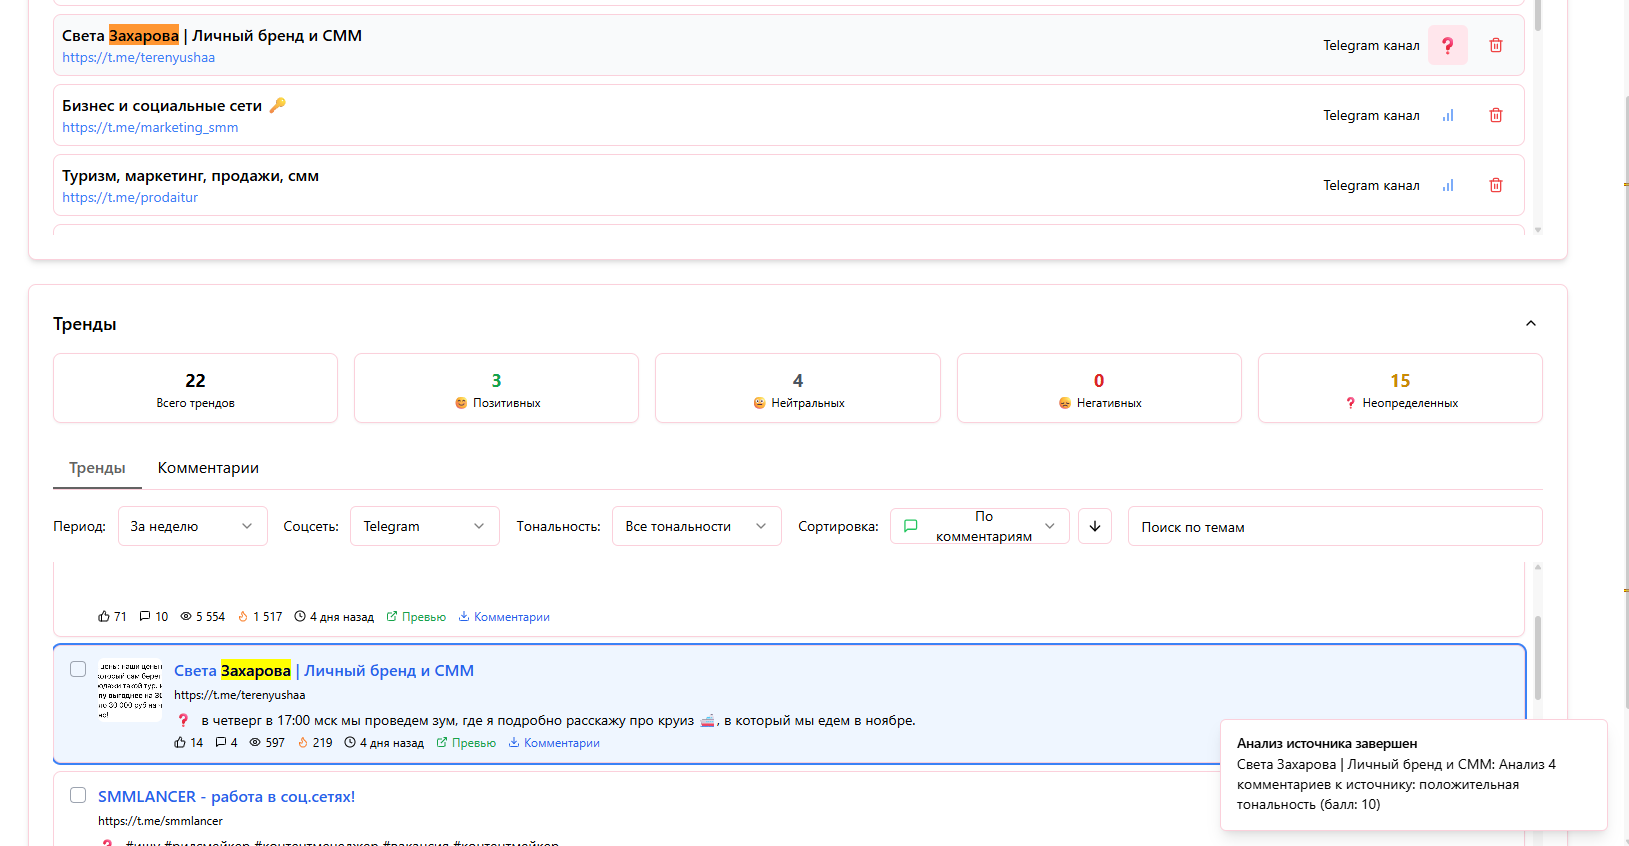 Света Захарова | Личный бренд и СММ
https://t.me/terenyushaa
Telegram канал
Бизнес и социальные сети
https://t.me/marketing_smm
Telegram канал
Туризм, маркетинг, продажи, смм
https://t.me/prodaitur
Telegram канал
Тренды
22
Всего трендов
3
Позитивных
4
Нейтральных
0
Негативных
15
Неопределенных
Тренды
Комментарии
Период:
За неделю
Соцсеть:
Telegram
Тональность:
Все тональности
Сортировка:
По
комментариям
Поиск по темам
71 10 5 554 1 517 4 дня назад Превью Комментарии
Света Захарова | Личный бренд и СММ
https://t.me/terenyushaa
❓ в четверг в 17:00 мск мы проведем зум, где я подробно расскажу про круиз 🚢, в который мы едем в ноябре.
14 4 597 219 4 дня назад Превью Комментарии
SMMLANCER - работа в соц.сетях!
https://t.me/smmlancer
#ищу #рилсмейкер #контентменеджер #вакансия #контентмейкер
Анализ источника завершен
Света Захарова | Личный бренд и СММ: Анализ 4
комментариев к источнику: положительная
тональность (балл: 10)